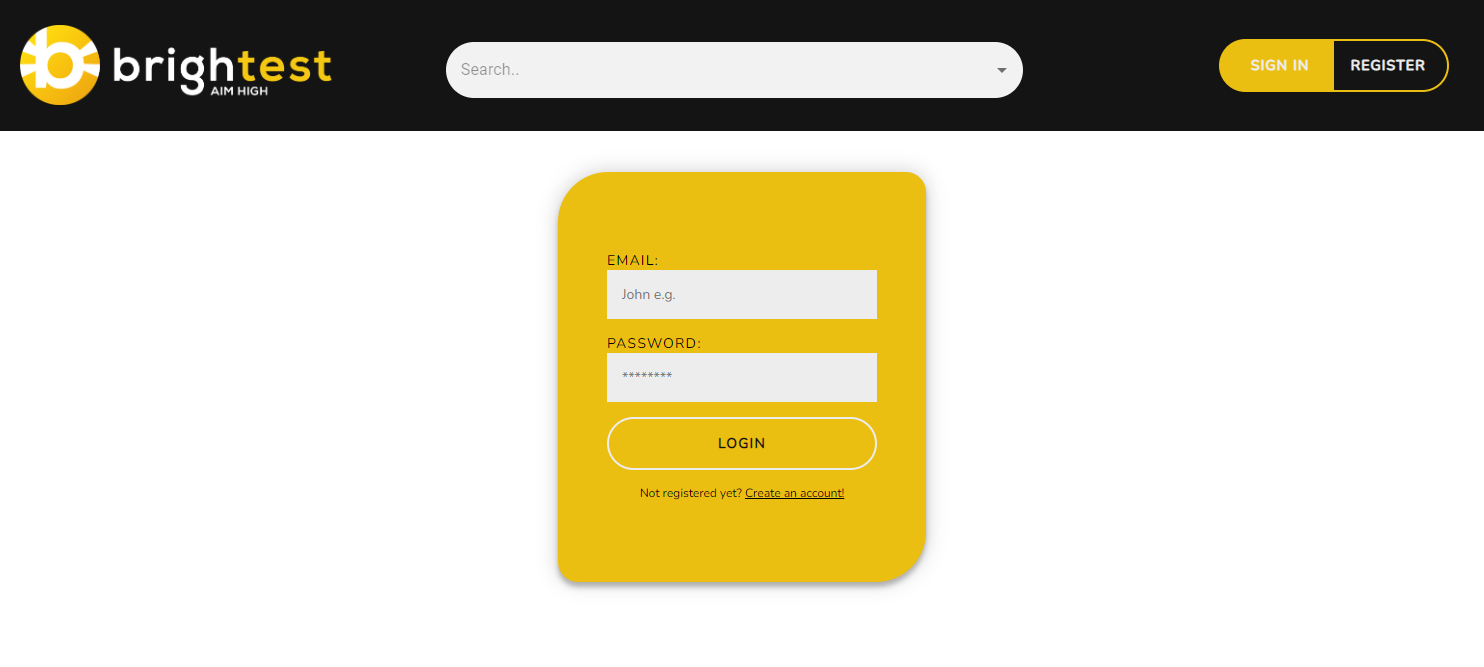 brightest
AIM HIGH
Search..
SIGN IN
REGISTER
EMAIL:
John e.g.
PASSWORD:
********
LOGIN
Not registered yet? Create an account!